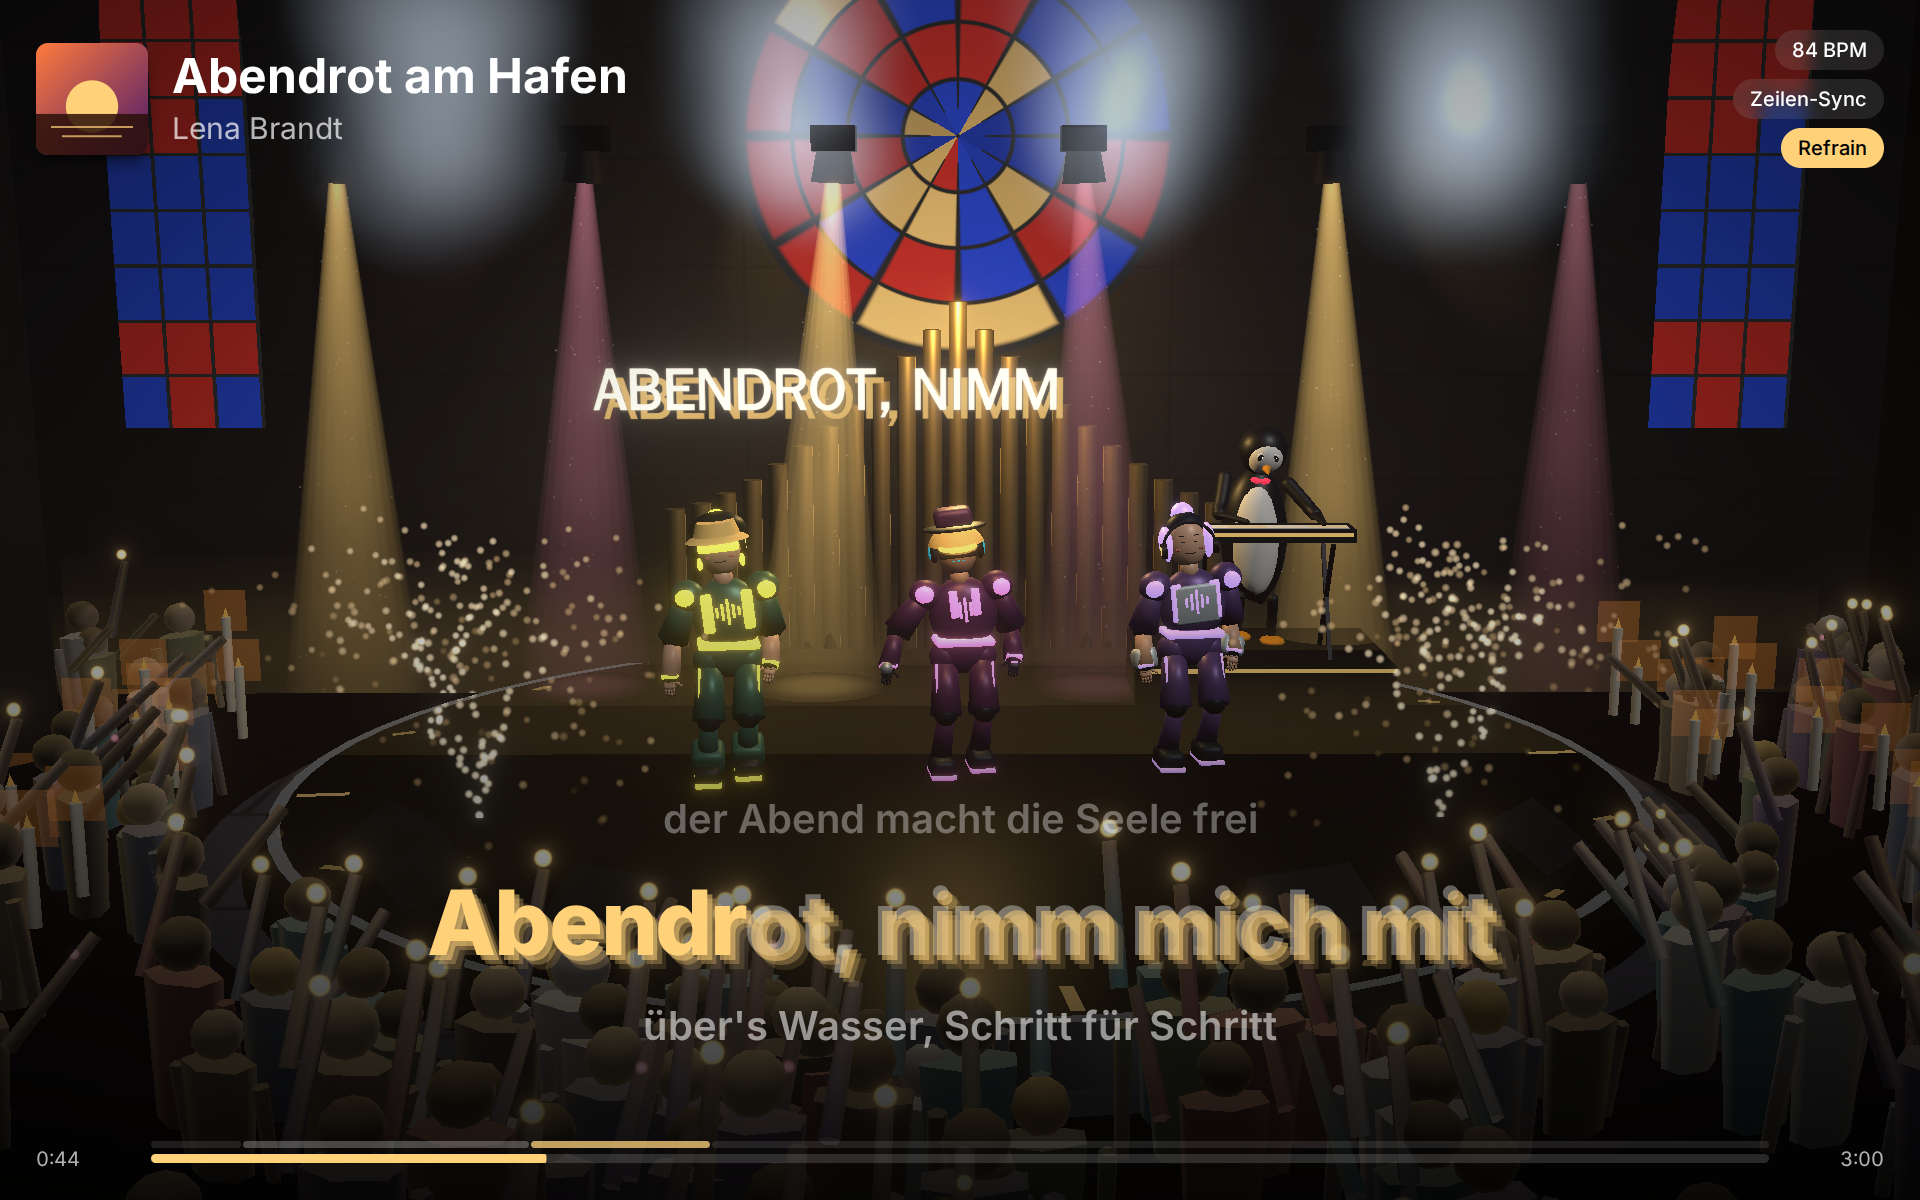 Abendrot am Hafen
Lena Brandt
84 BPM
Zeilen-Sync
Refrain
ABENDROT, NIMM
der Abend macht die Seele frei
Abendrot, nimm mich mit
über's Wasser, Schritt für Schritt
0:44
3:00